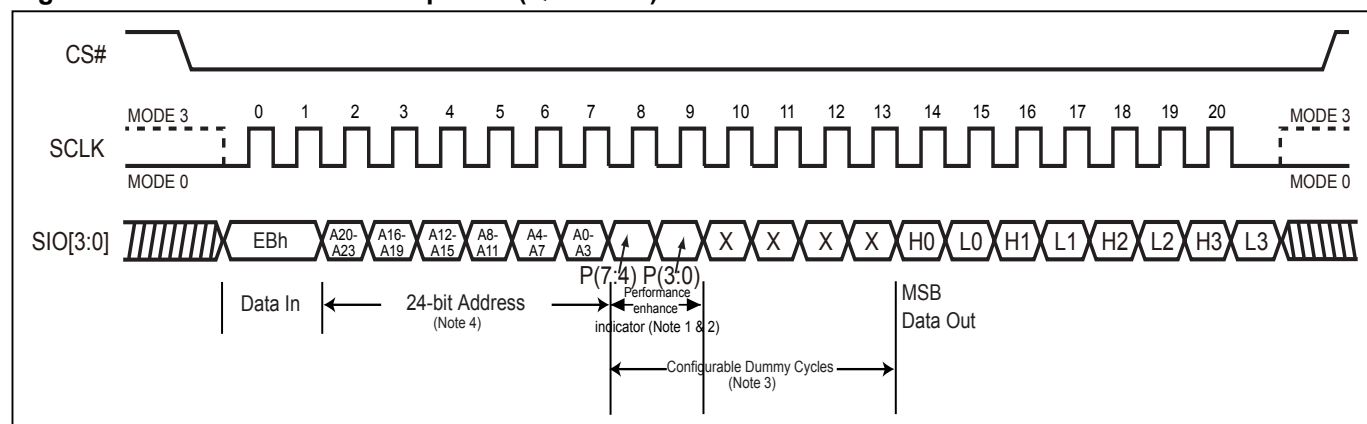 CS#
MODE 3
0 1 2 3 4 5 6 7 8 9 10 11 12 13 14 15 16 17 18 19 20
MODE 3
SCLK
MODE 0
MODE 0
SIO[3:0]
EBh
A20-
A23
A16-
A19
A12-
A15
A8-
A11
A4-
A7
A0-
A3
X X X X H0 L0 H1 L1 H2 L2 H3 L3
P(7:4) P(3:0)
Data In
24-bit Address
(Note 4)
Performance
enhance
indicator (Note 1 & 2)
MSB
Data Out
Configurable Dummy Cycles
(Note 3)